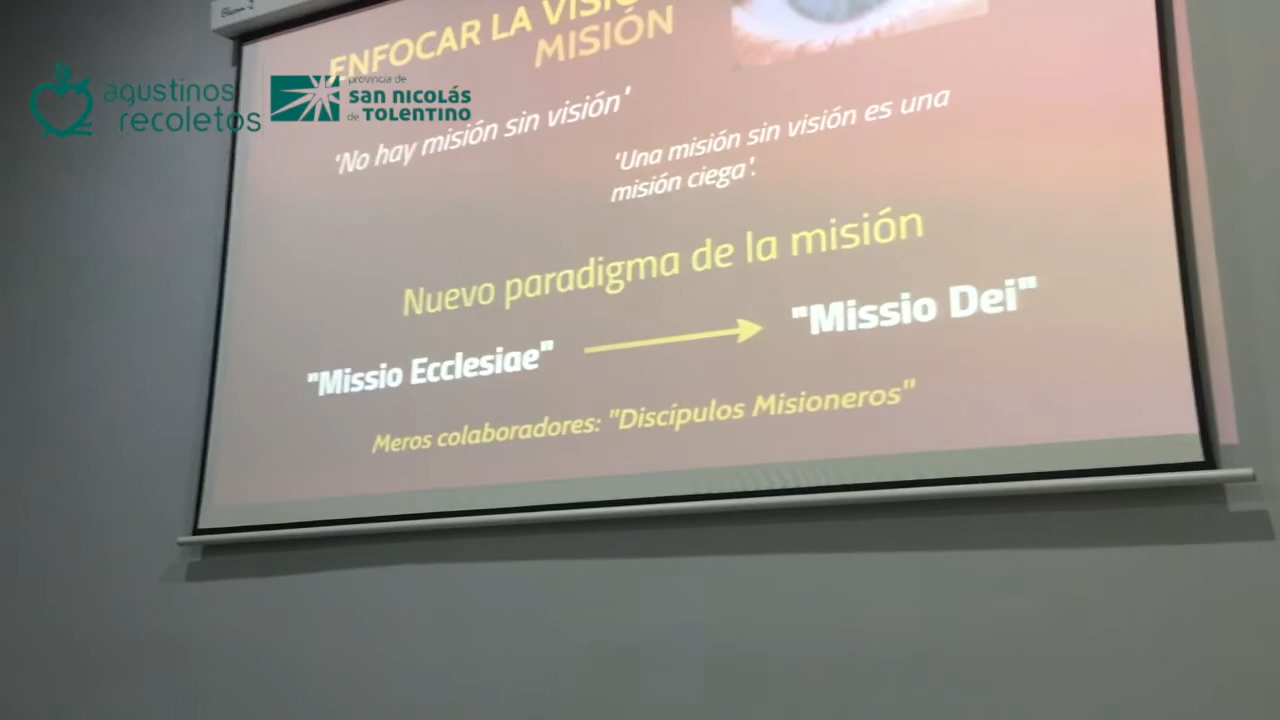 ENFOCAR LA
MISIÓN
agustinos
recoletos
provincia de
SAN NICOLÁS
de TOLENTINO
'No hay misión sin visión'
'Una misión sin visión es una
misión ciega'.
Nuevo paradigma de la misión
"Missio Ecclesiae"
"Missio Dei"
Meros colaboradores: "Discípulos Misioneros"